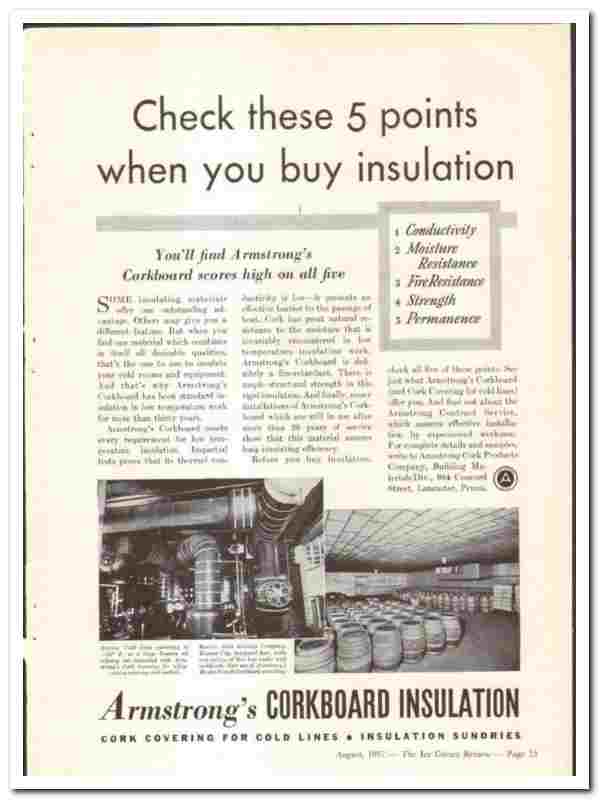 Check these 5 points
when you buy insulation
1 Conductivity
2 Moisture
Resistance
3 Fire Resistance
4 Strength
5 Permanence
You'll find Armstrong's
Corkboard scores high on all five
SOME insulating materials
offer one outstanding ad-
vantage. Others may give you a
different feature. But when you
find one material which combines
in itself all desirable qualities,
that's the one to use to insulate
your cold rooms and equipment.
And that's why Armstrong's
Corkboard has been standard in-
sulation in low temperature work
for more than thirty years.
Armstrong's Corkboard meets
every requirement for low tem-
perature insulation. Impartial
tests prove that its thermal con-
ductivity is low—it presents an
effective barrier to the passage of
heat. Cork has great natural re-
sistance to the moisture that is
invariably encountered in low
temperature insulation work.
Armstrong's Corkboard is defi-
nitely a fire-retardant. There is
ample structural strength in this
rigid insulation. And finally, many
installations of Armstrong's Cork-
board which are still in use after
more than 20 years of service
show that this material assures
long insulating efficiency.
Before you buy insulation,
check all five of these points. See
just what Armstrong's Corkboard
(and Cork Covering for cold lines)
offer you. And find out about the
Armstrong Contract Service,
which assures effective installa-
tion by experienced workmen.
For complete details and samples,
write to Armstrong Cork Products
Company, Building Ma-
terials Div., Concord
Street, Lancaster, Penna.
A
Armstrong's CORKBOARD INSULATION
CORK COVERING FOR COLD LINES • INSULATION SUNDRIES
August, — The Ice Cream Review — Page